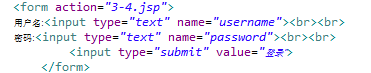 <form action="3-4.jsp">
用户名:<input type="text" name="username"><br><br>
密码:<input type="text" name="password"><br><br>
<input type="submit" value="登录">
</form>